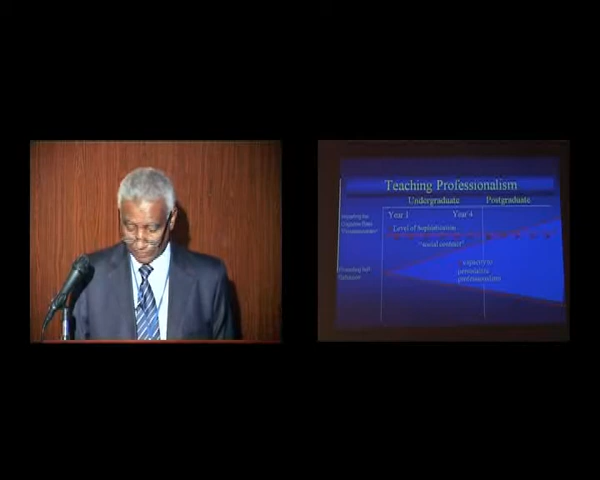 Teaching Professionalism
Undergraduate Postgraduate
Year 1 Year 4
Level of Sophistication
"social contract"
capacity to
personalize
professionalism